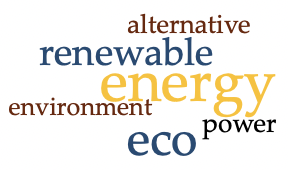 alternative
renewable
energy
environment
power
eco